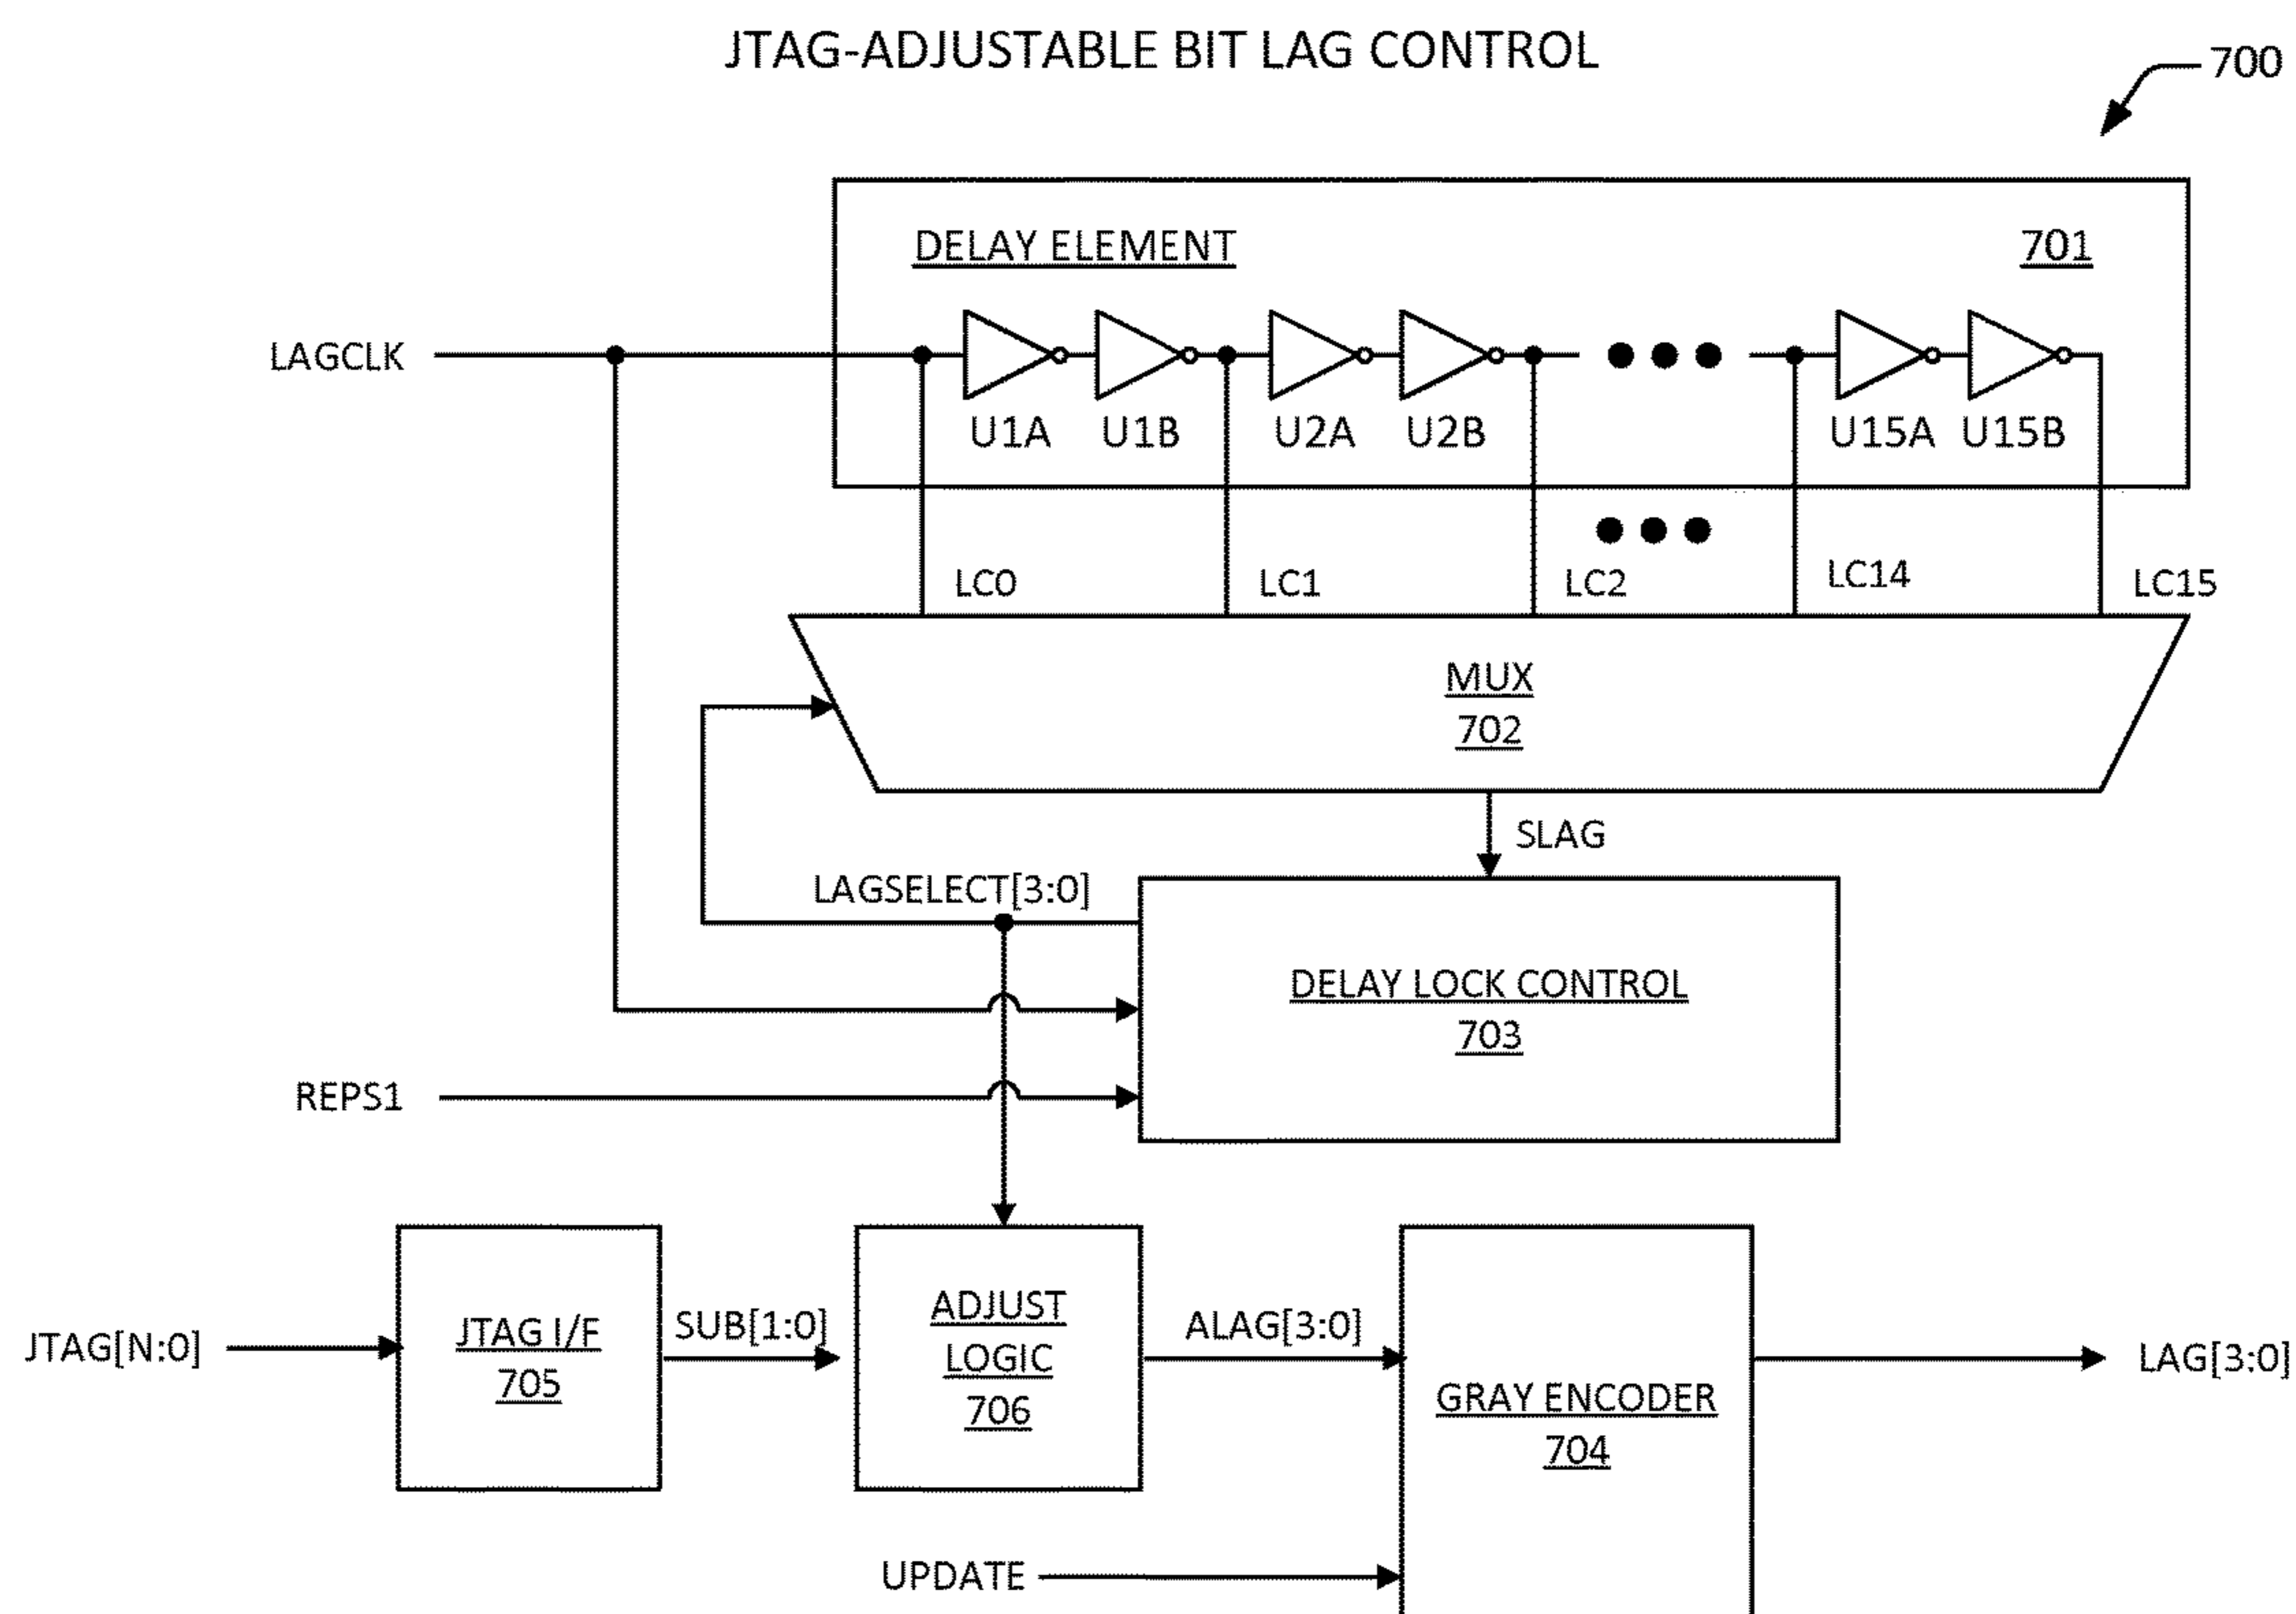 JTAG-ADJUSTABLE BIT LAG CONTROL
700
DELAY ELEMENT
701
LAGCLK
U1A
U1B
U2A
U2B
U15A
U15B
LC0
LC1
LC2
LC14
LC15
MUX
702
SLAG
LAGSELECT[3:0]
DELAY LOCK CONTROL
703
REPS1
JTAG[N:0]
JTAG I/F
705
SUB[1:0]
ADJUST
LOGIC
706
ALAG[3:0]
GRAY ENCODER
704
LAG[3:0]
UPDATE